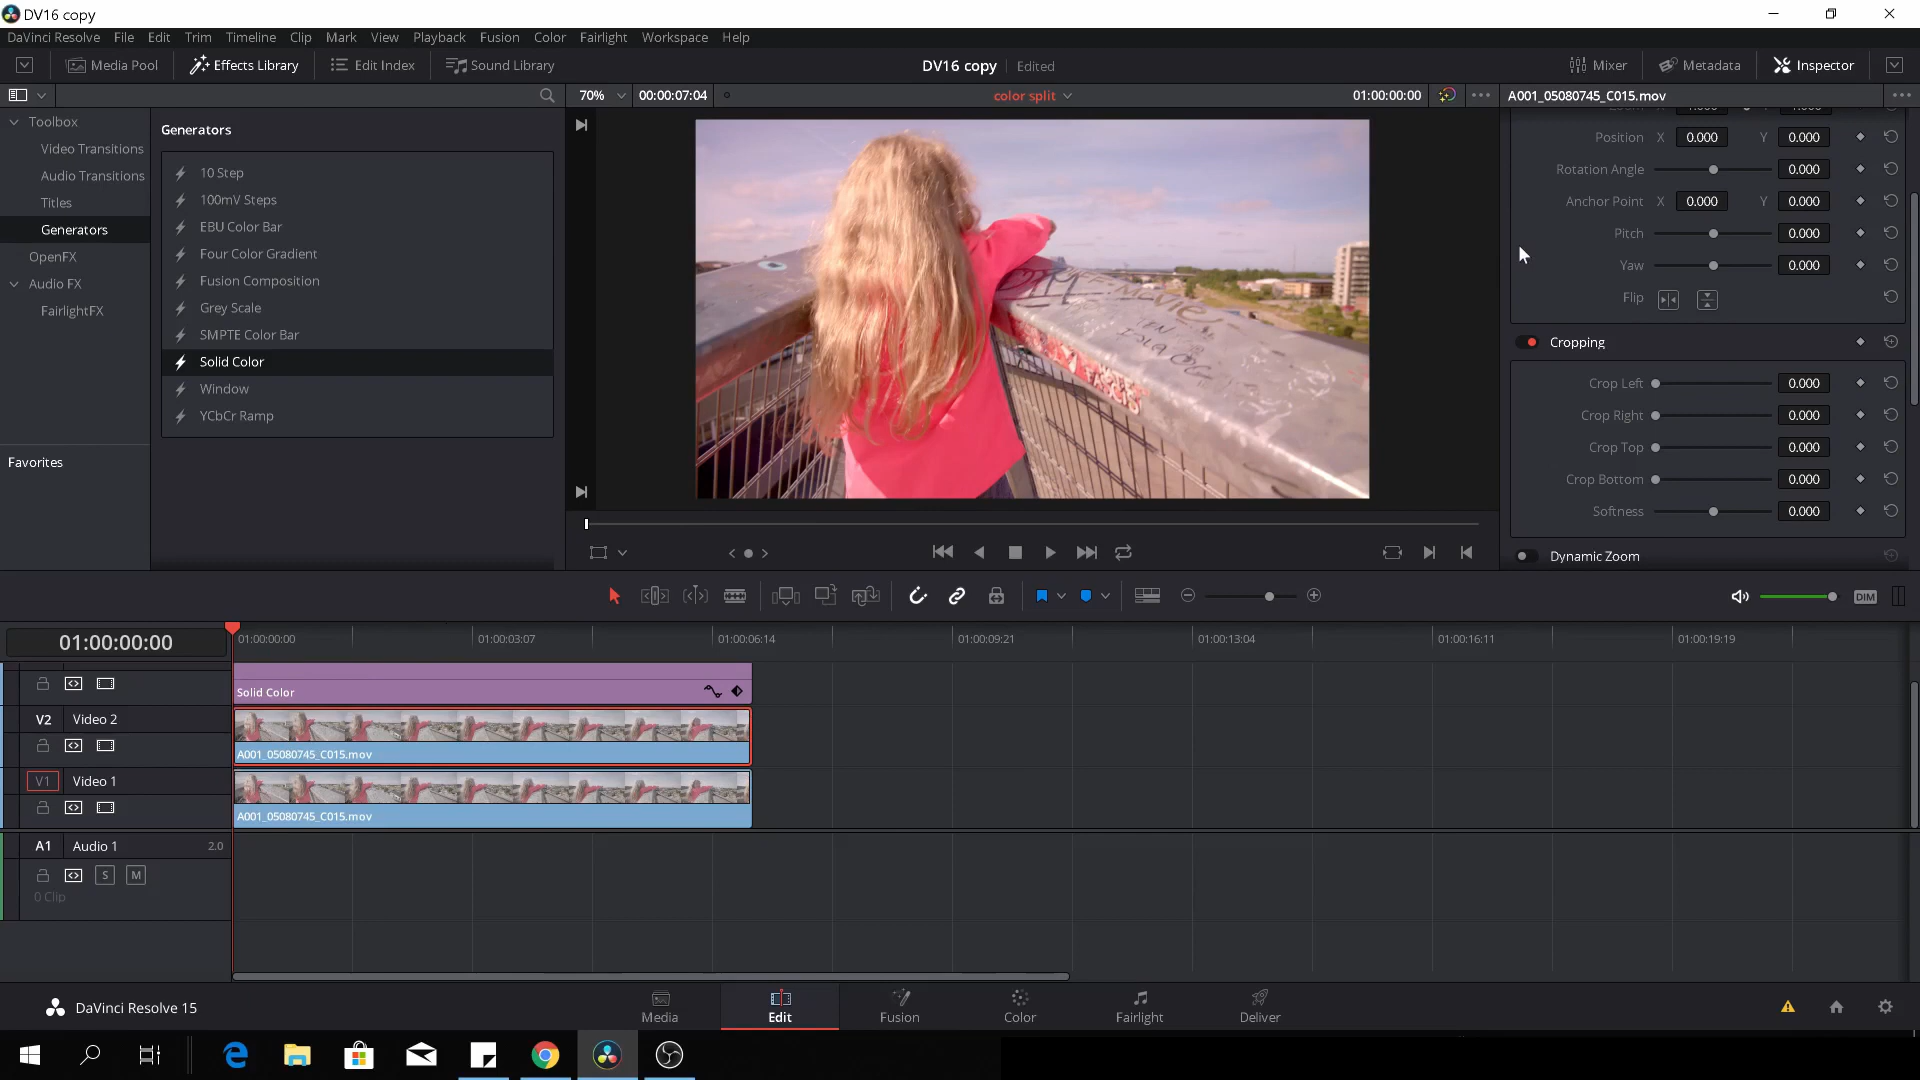 DV16 copy
DaVinci Resolve File Edit Trim Timeline Clip Mark View Playback Fusion Color Fairlight Workspace Help
Media Pool Effects Library Edit Index Sound Library DV16 copy Edited Mixer Metadata Inspector
70% 00:00:07:04 color split 01:00:00:00 A001_05080745_C015.mov
Toolbox
Video Transitions
Audio Transitions
Titles
Generators
OpenFX
Audio FX
FairlightFX
Favorites
Generators
10 Step
100mV Steps
EBU Color Bar
Four Color Gradient
Fusion Composition
Grey Scale
SMPTE Color Bar
Solid Color
Window
YCbCr Ramp
Position X 0.000 Y 0.000
Rotation Angle 0.000
Anchor Point X 0.000 Y 0.000
Pitch 0.000
Yaw 0.000
Flip
Cropping
Crop Left 0.000
Crop Right 0.000
Crop Top 0.000
Crop Bottom 0.000
Softness 0.000
Dynamic Zoom
DIM
01:00:00:00
01:00:00:00 01:00:03:07 01:00:06:14 01:00:09:21 01:00:13:04 01:00:16:11 01:00:19:19
Solid Color
V2 Video 2
A001_05080745_C015.mov
V1 Video 1
A001_05080745_C015.mov
A1 Audio 1 2.0
S M
0 Clip
DaVinci Resolve 15
Media Edit Fusion Color Fairlight Deliver